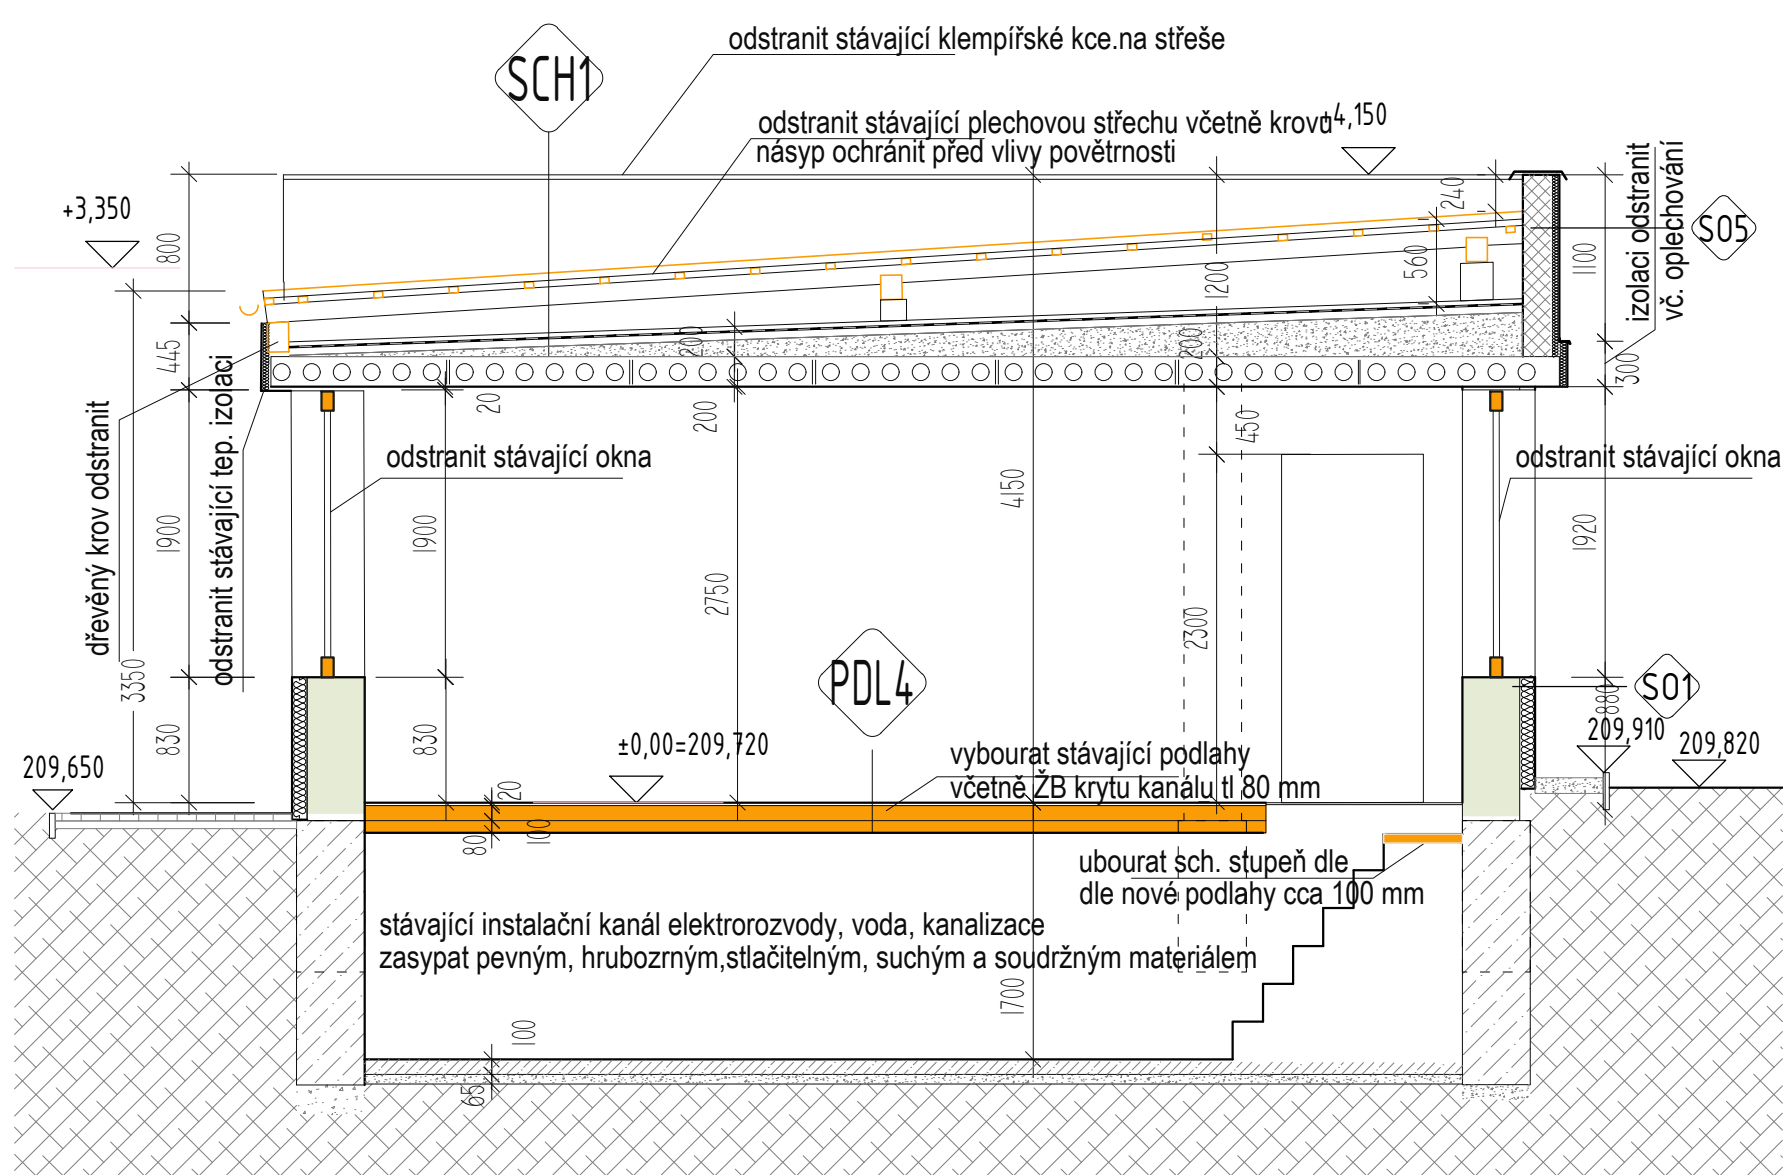 odstranit stávající klempířské kce.na střeše
SCH1
odstranit stávající plechovou střechu včetně krovu
násyp ochránit před vlivy povětrnosti
+4,150
+3,350
izolaci odstranit
vč. oplechování
S05
800
240
560
1200
1100
445
200
200
300
20
200
450
dřevěný krov odstranit
odstranit stávající tep. izolaci
odstranit stávající okna
odstranit stávající okna
1900
1900
4150
1920
2750
2300
3350
PDL4
S01
830
830
880
±0,00=209,720
209,650
209,910
209,820
vybourat stávající podlahy
včetně ŽB krytu kanálu tl 80 mm
20
80
100
ubourat sch. stupeň dle
dle nové podlahy cca 100 mm
stávající instalační kanál elektrorozvody, voda, kanalizace
zasypat pevným, hrubozrným,stlačitelným, suchým a soudržným materiálem
1700
100
65